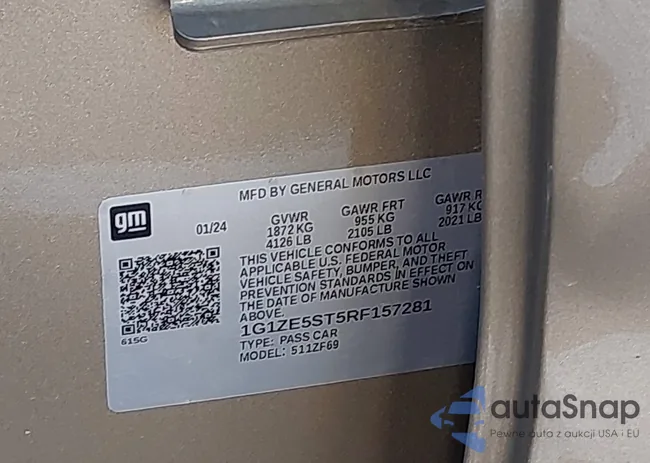 MFD BY GENERAL MOTORS LLC
gm
01/24
GVWR
1872 KG
4126 LB
GAWR FRT
955 KG
2105 LB
GAWR R
917 KG
2021 LB
THIS VEHICLE CONFORMS TO ALL
APPLICABLE U.S. FEDERAL MOTOR
VEHICLE SAFETY, BUMPER, AND THEFT
PREVENTION STANDARDS IN EFFECT ON
THE DATE OF MANUFACTURE SHOWN
ABOVE.
1G1ZE5ST5RF157281
TYPE: PASS CAR
MODEL: 511ZF69
615G
autaSnap
Pewne auta z aukcji USA i EU